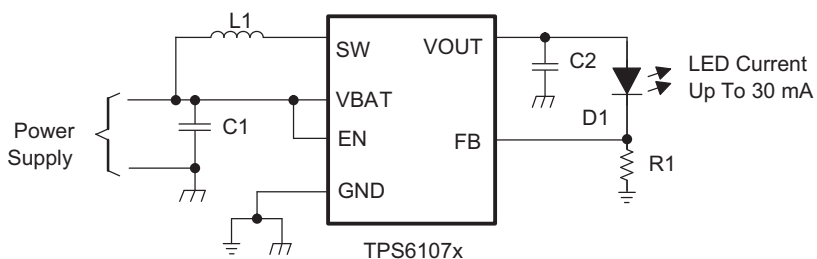 L1
SW
VOUT
C2
LED Current
Up To 30 mA
VBAT
D1
C1
Power
Supply
EN
FB
R1
GND
TPS6107x